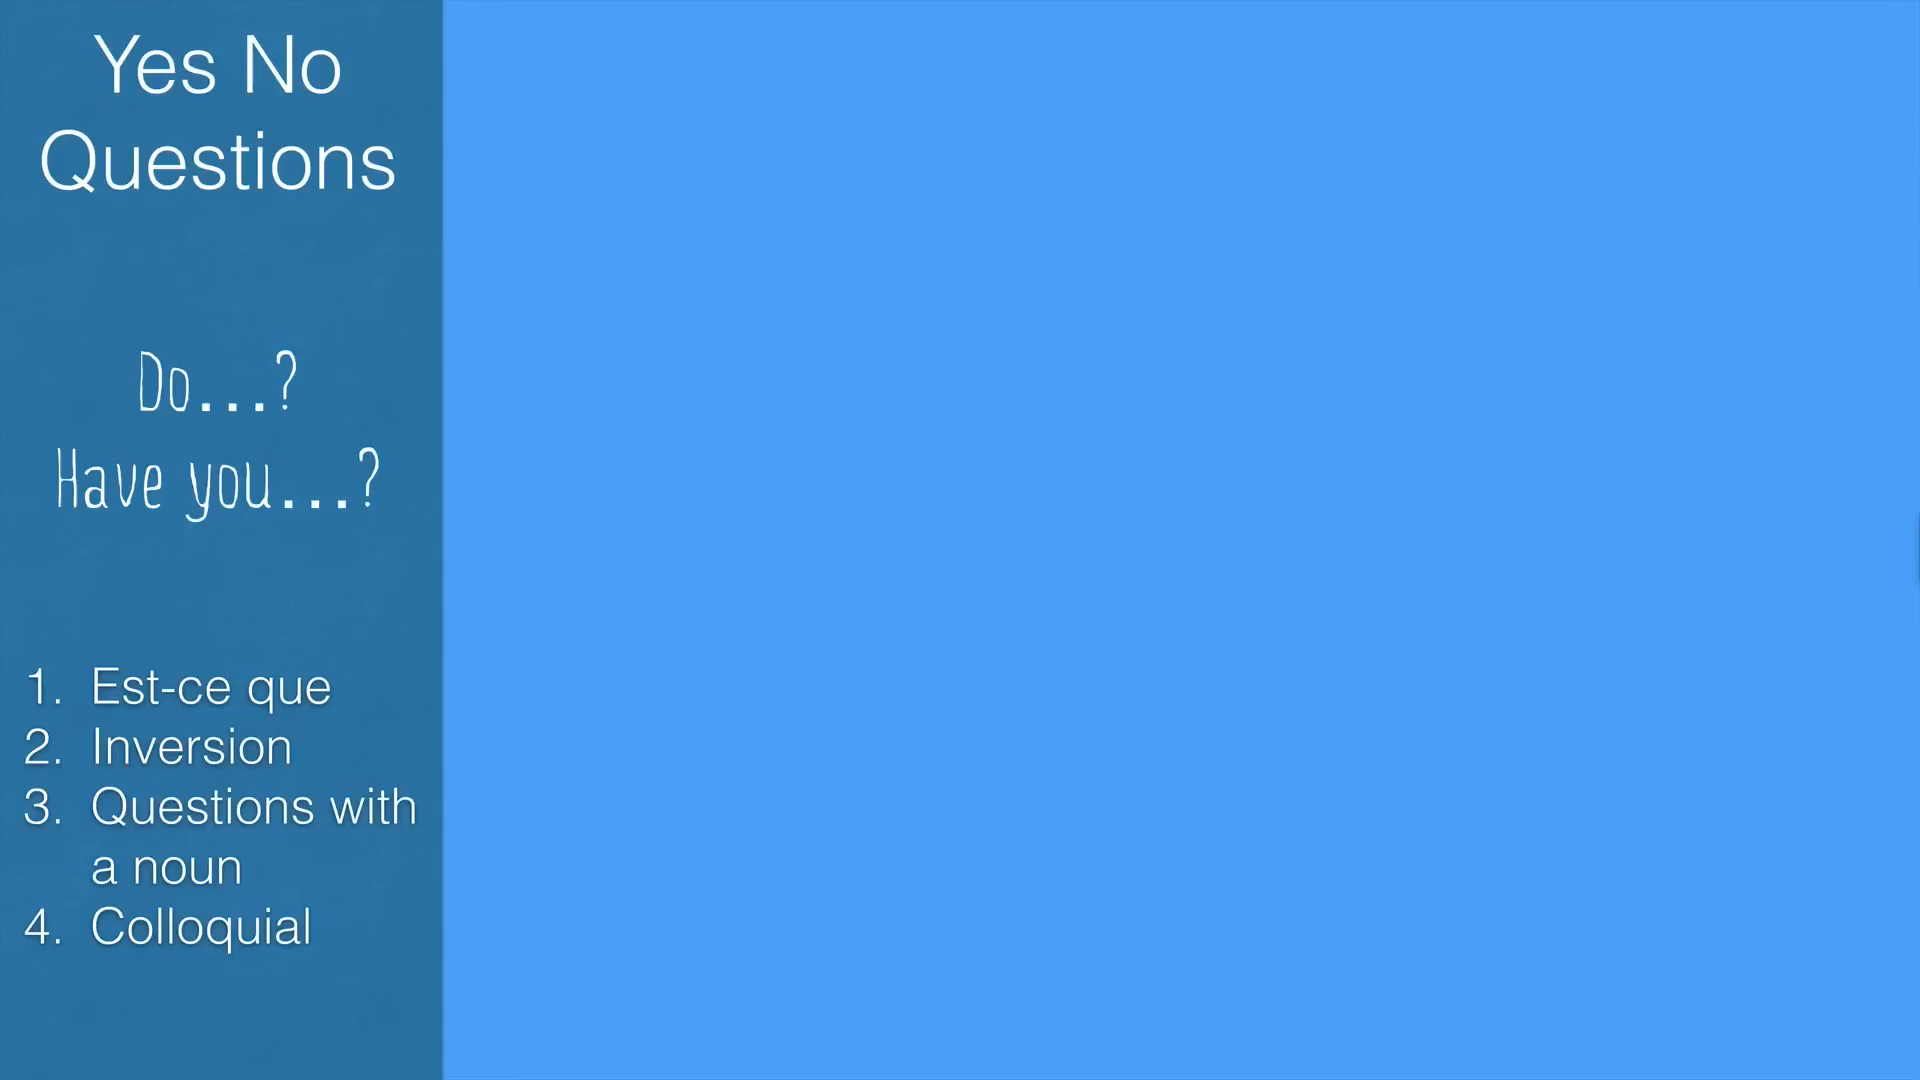 Yes No
Questions
Do...?
Have you...?
1. Est-ce que
2. Inversion
3. Questions with
a noun
4. Colloquial